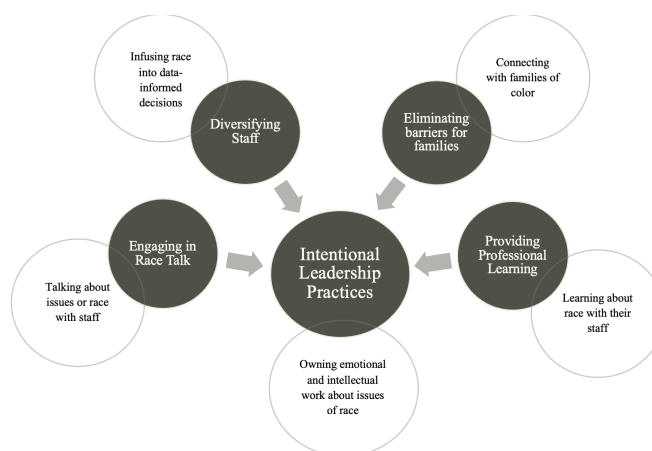 Infusing race
into data-
informed
decisions
Diversifying
Staff
Connecting
with families of
color
Eliminating
barriers for
families
Engaging in
Race Talk
Talking about
issues or race
with staff
Intentional
Leadership
Practices
Providing
Professional
Learning
Learning about
race with their
staff
Owning emotional
and intellectual
work about issues
of race